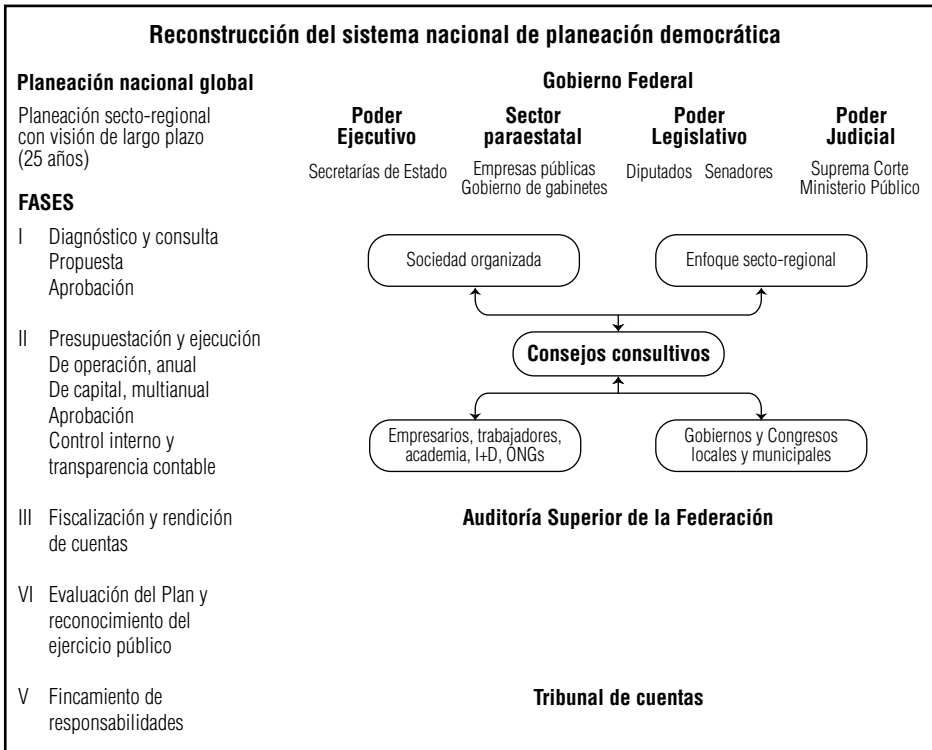 Reconstrucción del sistema nacional de planeación democrática
Planeación nacional global
Planeación secto-regional
con visión de largo plazo
(25 años)
Gobierno Federal
Poder
Ejecutivo
Secretarías de Estado
Sector
paraestatal
Empresas públicas
Gobierno de gabinetes
Poder
Legislativo
Diputados Senadores
Poder
Judicial
Suprema Corte
Ministerio Público
FASES
I Diagnóstico y consulta
Propuesta
Aprobación
Sociedad organizada
Enfoque secto-regional
II Presupuestación y ejecución
De operación, anual
De capital, multianual
Aprobación
Control interno y
transparencia contable
Consejos consultivos
Empresarios, trabajadores,
academia, I+D, ONGs
Gobiernos y Congresos
locales y municipales
III Fiscalización y rendición
de cuentas
Auditoría Superior de la Federación
VI Evaluación del Plan y
reconocimiento del
ejercicio público
V Fincamiento de
responsabilidades
Tribunal de cuentas